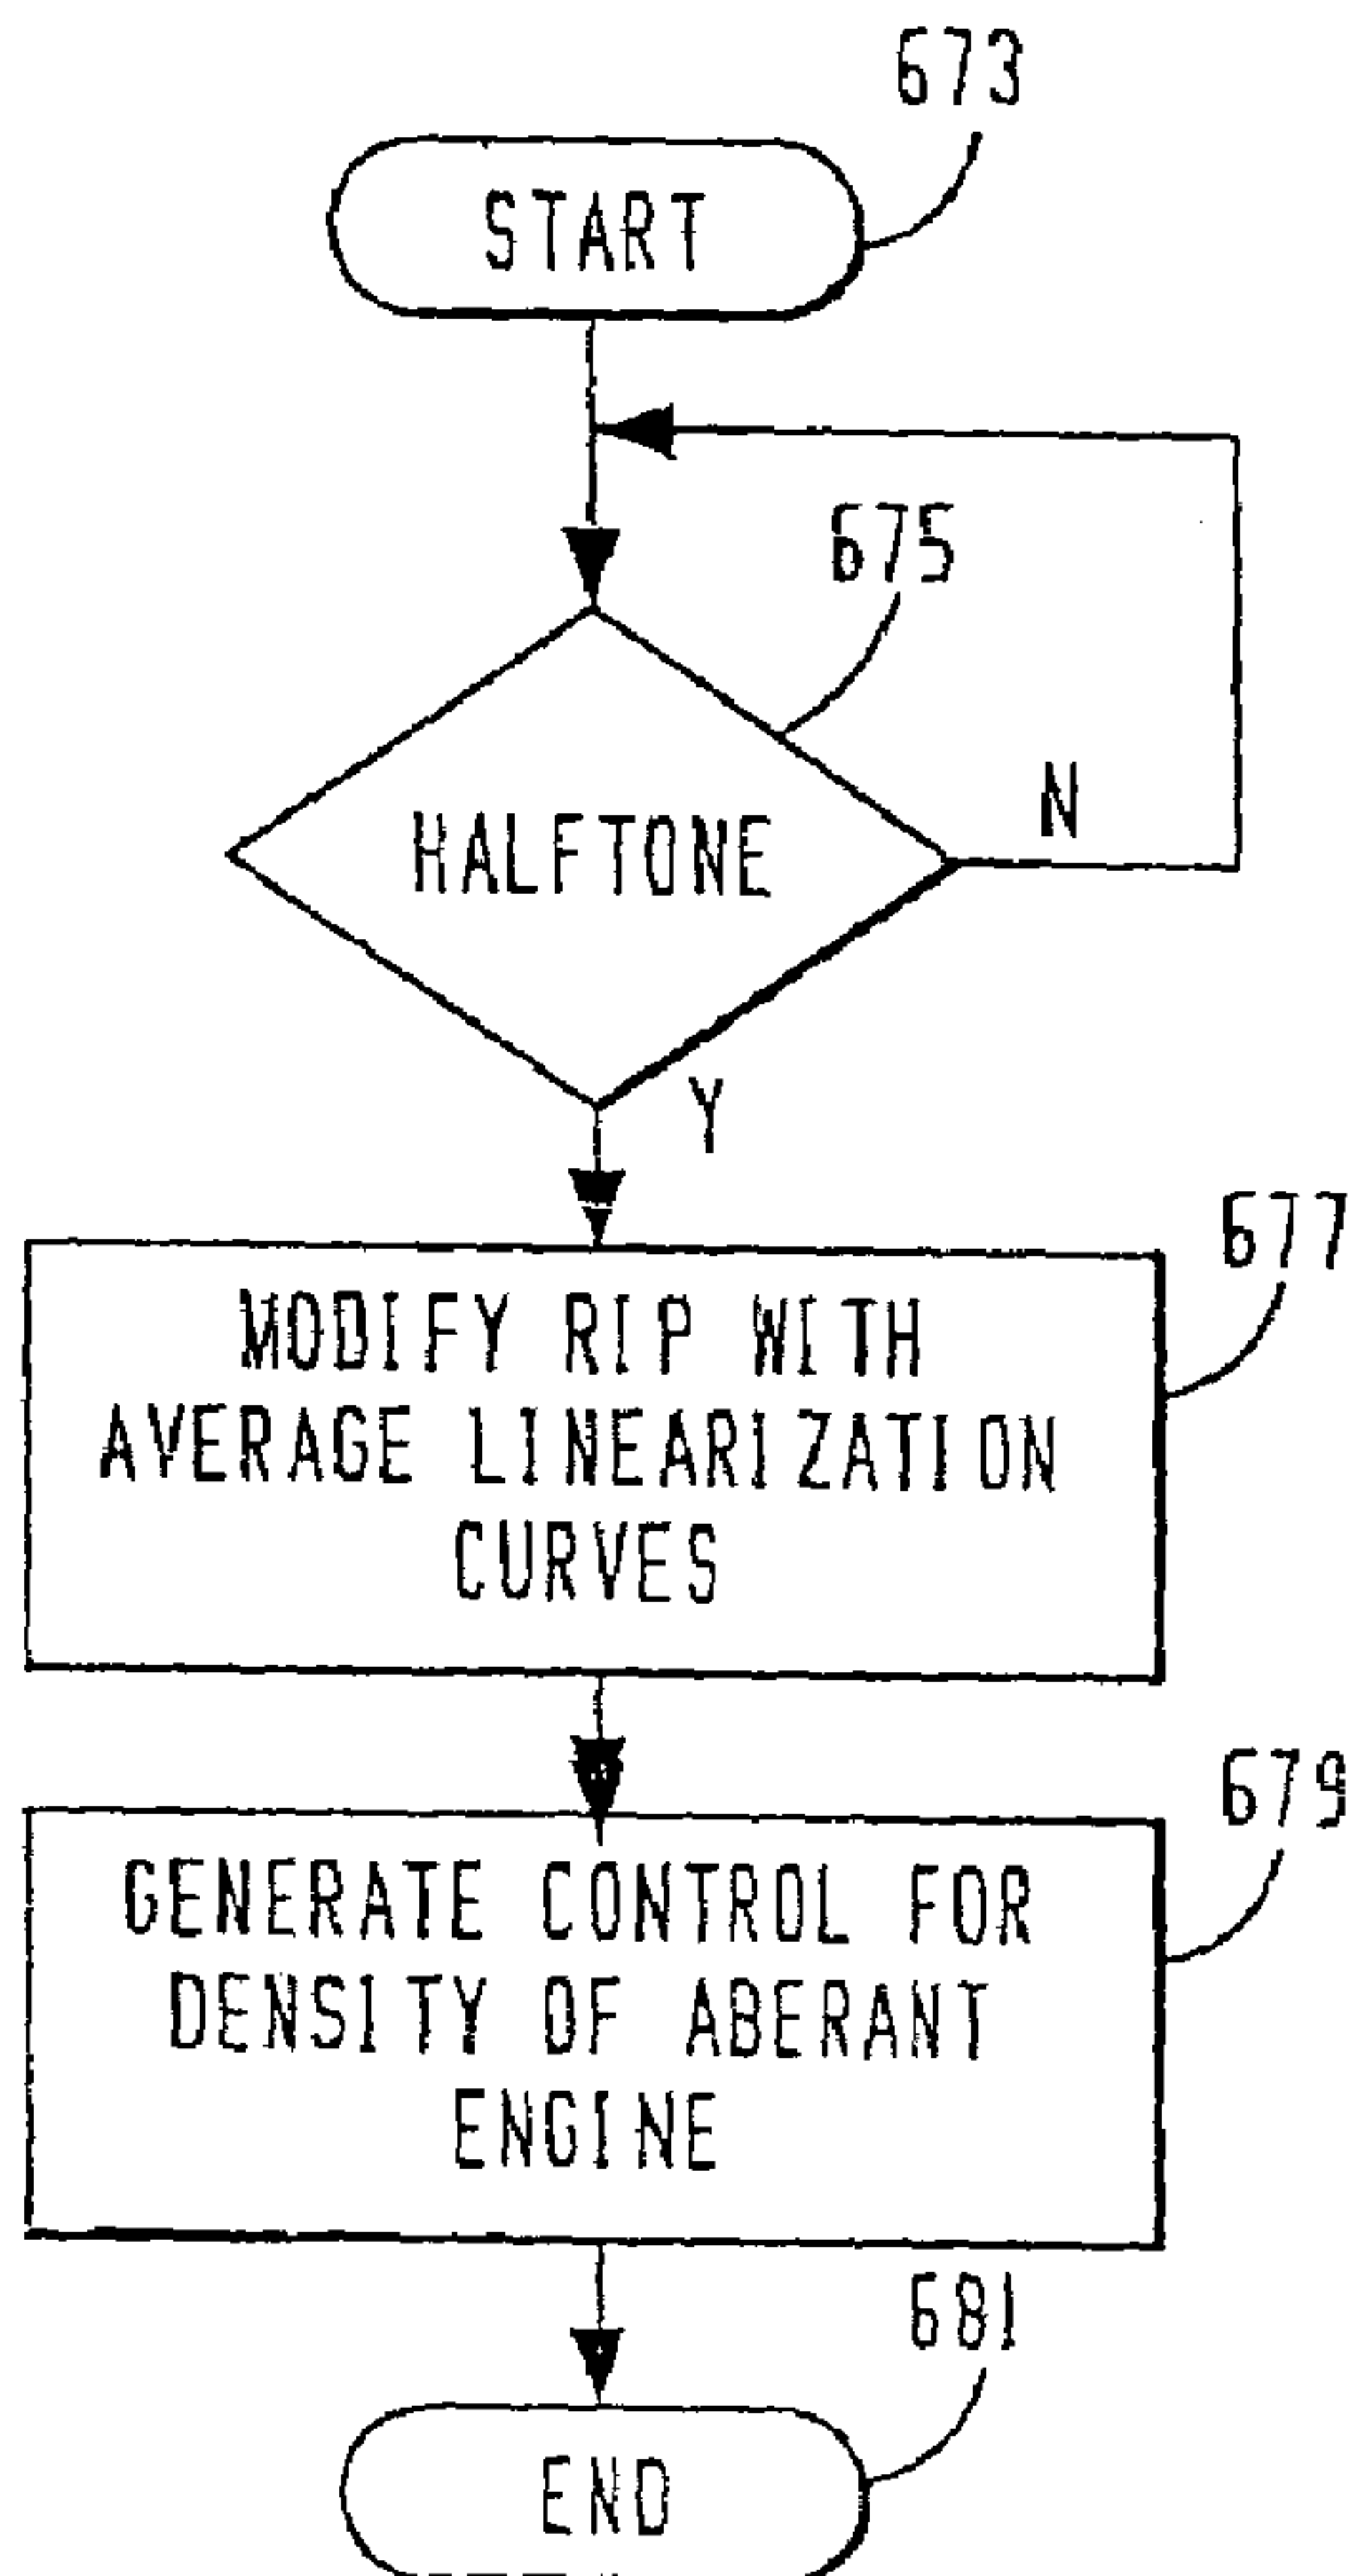 673
START
675
HALFTONE
N
Y
677
MODIFY RIP WITH
AVERAGE LINEARIZATION
CURVES
679
GENERATE CONTROL FOR
DENSITY OF ABERANT
ENGINE
681
END